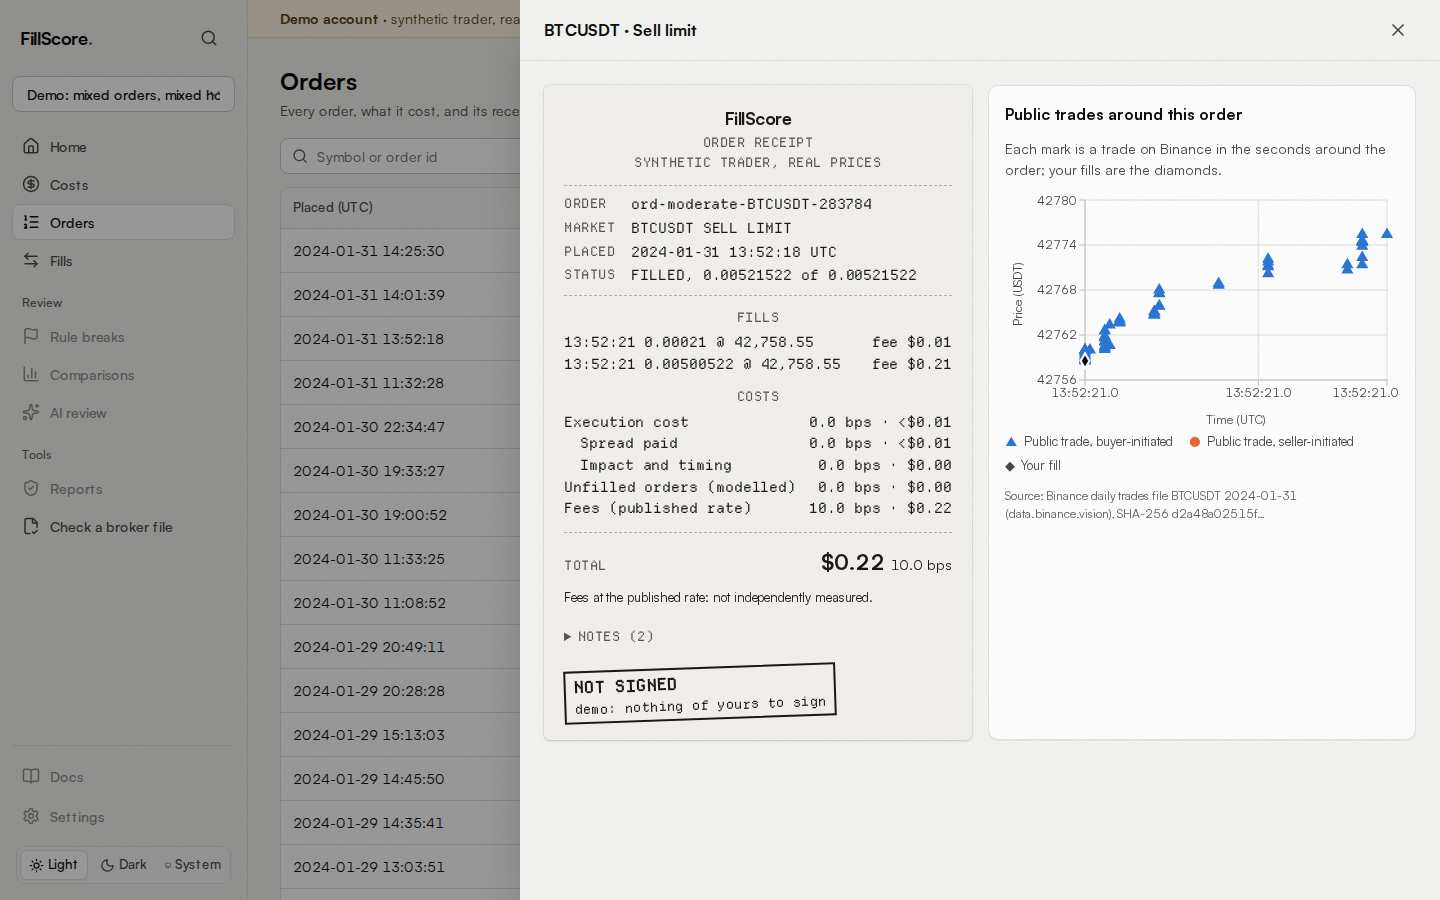 FillScore.
Demo: mixed orders, mixed
Home
Costs
Orders
Fills
Review
Rule breaks
Comparisons
AI review
Tools
Reports
Check a broker file
Docs
Settings
Light
Dark
System
Demo account · synthetic trader,
Orders
Every order, what it cost, and its
Symbol or order id
Placed (UTC)
2024-01-31 14:25:30
2024-01-31 14:01:39
2024-01-31 13:52:18
2024-01-31 11:32:28
2024-01-30 22:34:47
2024-01-30 19:33:27
2024-01-30 19:00:52
2024-01-30 11:33:25
2024-01-30 11:08:52
2024-01-29 20:49:11
2024-01-29 20:28:28
2024-01-29 15:13:03
2024-01-29 14:45:50
2024-01-29 14:35:41
2024-01-29 13:03:51
BTCUSDT · Sell limit
FillScore
ORDER RECEIPT
SYNTHETIC TRADER, REAL PRICES
ORDER ord-moderate-BTCUSDT-283784
MARKET BTCUSDT SELL LIMIT
PLACED 2024-01-31 13:52:18 UTC
STATUS FILLED, 0.00521522 of 0.00521522
FILLS
13:52:21 0.00021 @ 42,758.55 fee $0.01
13:52:21 0.00500522 @ 42,758.55 fee $0.21
COSTS
Execution cost 0.0 bps · <$0.01
Spread paid 0.0 bps · <$0.01
Impact and timing 0.0 bps · $0.00
Unfilled orders (modelled) 0.0 bps · $0.00
Fees (published rate) 10.0 bps · $0.22
TOTAL $0.22 10.0 bps
Fees at the published rate: not independently measured.
NOTES (2)
NOT SIGNED
demo: nothing of yours to sign
Public trades around this order
Each mark is a trade on Binance in the seconds around the
order; your fills are the diamonds.
42780
42774
42768
42762
42756
Price (USDT)
13:52:21.0 13:52:21.0 13:52:21.0
Time (UTC)
Public trade, buyer-initiated Public trade, seller-initiated
Your fill
Source: Binance daily trades file BTCUSDT 2024-01-31
(data.binance.vision), SHA-256 d2a48a02515f…